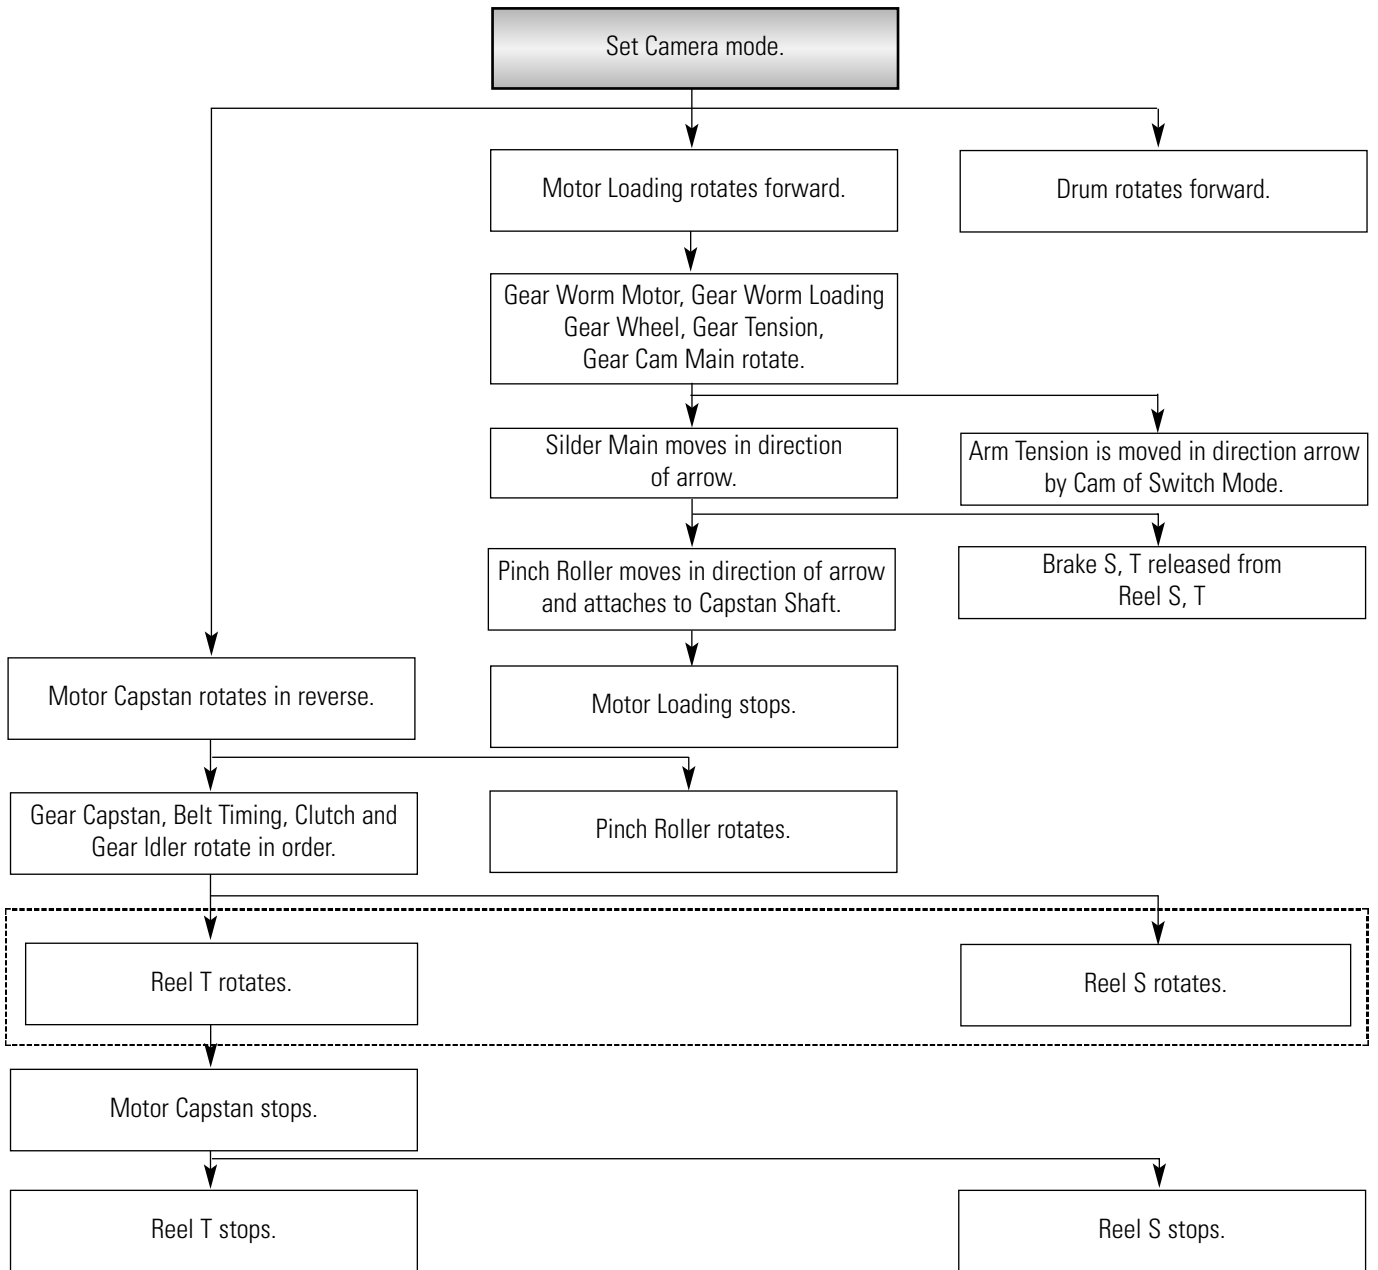 Set Camera mode.
Motor Loading rotates forward.
Drum rotates forward.
Gear Worm Motor, Gear Worm Loading
Gear Wheel, Gear Tension,
Gear Cam Main rotate.
Silder Main moves in direction
of arrow.
Arm Tension is moved in direction arrow
by Cam of Switch Mode.
Pinch Roller moves in direction of arrow
and attaches to Capstan Shaft.
Brake S, T released from
Reel S, T
Motor Capstan rotates in reverse.
Motor Loading stops.
Gear Capstan, Belt Timing, Clutch and
Gear Idler rotate in order.
Pinch Roller rotates.
Reel T rotates.
Reel S rotates.
Motor Capstan stops.
Reel T stops.
Reel S stops.